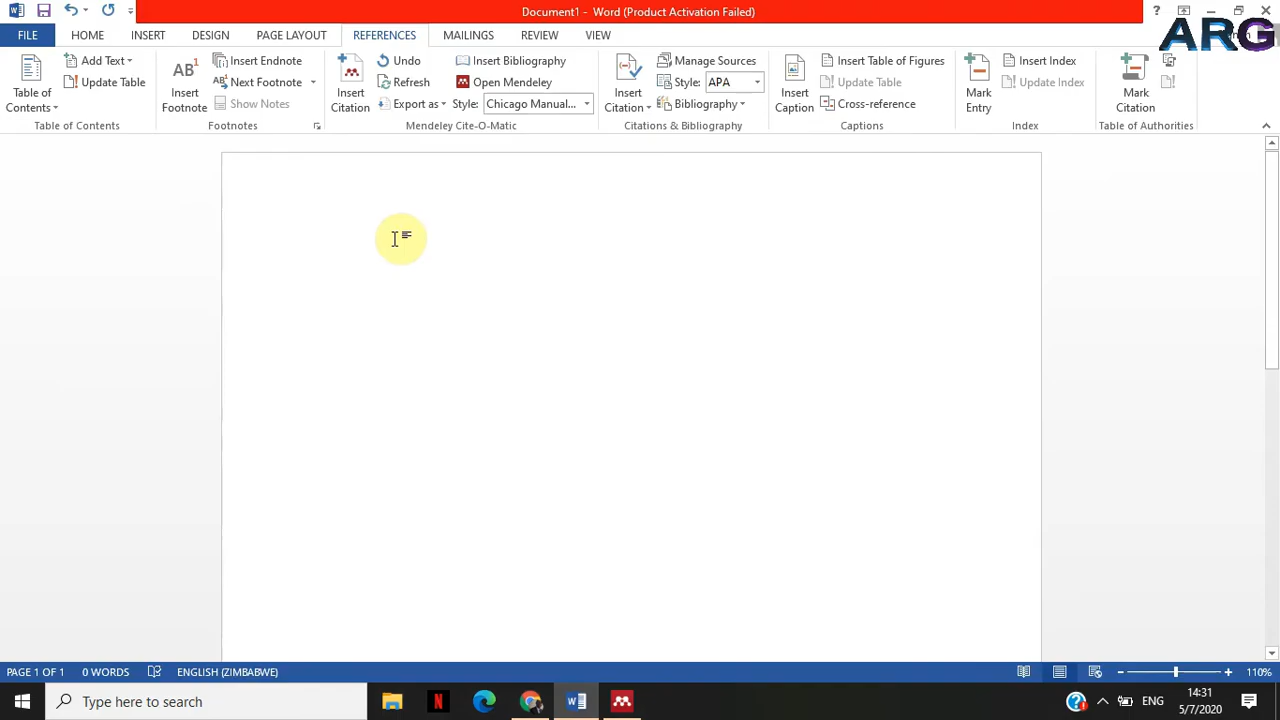 Document1 - Word (Product Activation Failed)
?
FILE HOME INSERT DESIGN PAGE LAYOUT REFERENCES MAILINGS REVIEW VIEW
ARG
Table of Contents
Add Text
Update Table
Table of Contents
AB1
Insert Footnote
Insert Endnote
AB1 Next Footnote
Show Notes
Footnotes
Insert Citation
Undo
Refresh
Export as
Insert Bibliography
Open Mendeley
Style: Chicago Manual...
Mendeley Cite-O-Matic
Insert Citation
Manage Sources
Style: APA
Bibliography
Citations & Bibliography
Insert Caption
Insert Table of Figures
Update Table
Cross-reference
Captions
Mark Entry
Insert Index
Update Index
Index
Mark Citation
Table of Authorities
PAGE 1 OF 1 0 WORDS ENGLISH (ZIMBABWE) 110%
Type here to search
N
W
ENG
14:31
5/7/2020